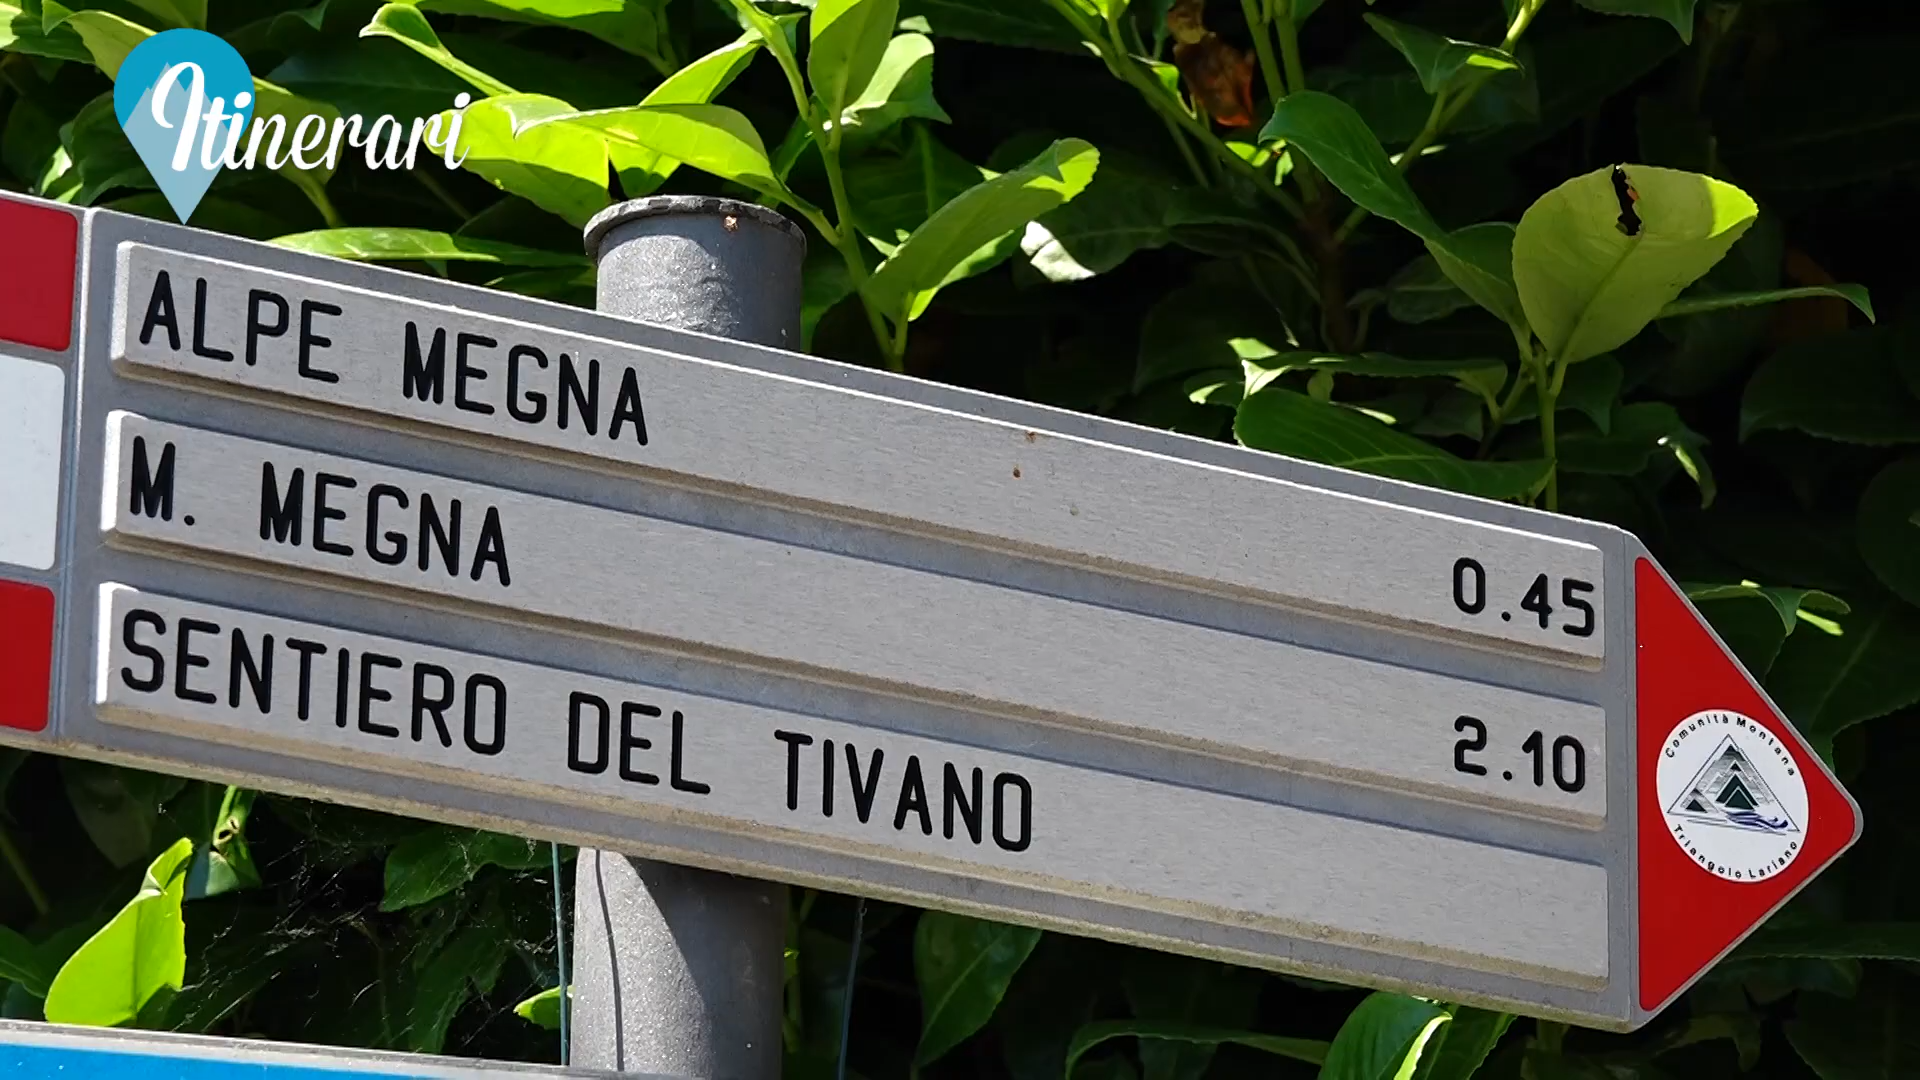 Itinerari
ALPE MEGNA 0.45
M. MEGNA 2.10
SENTIERO DEL TIVANO
Comunità Montana
Triangolo Lariano